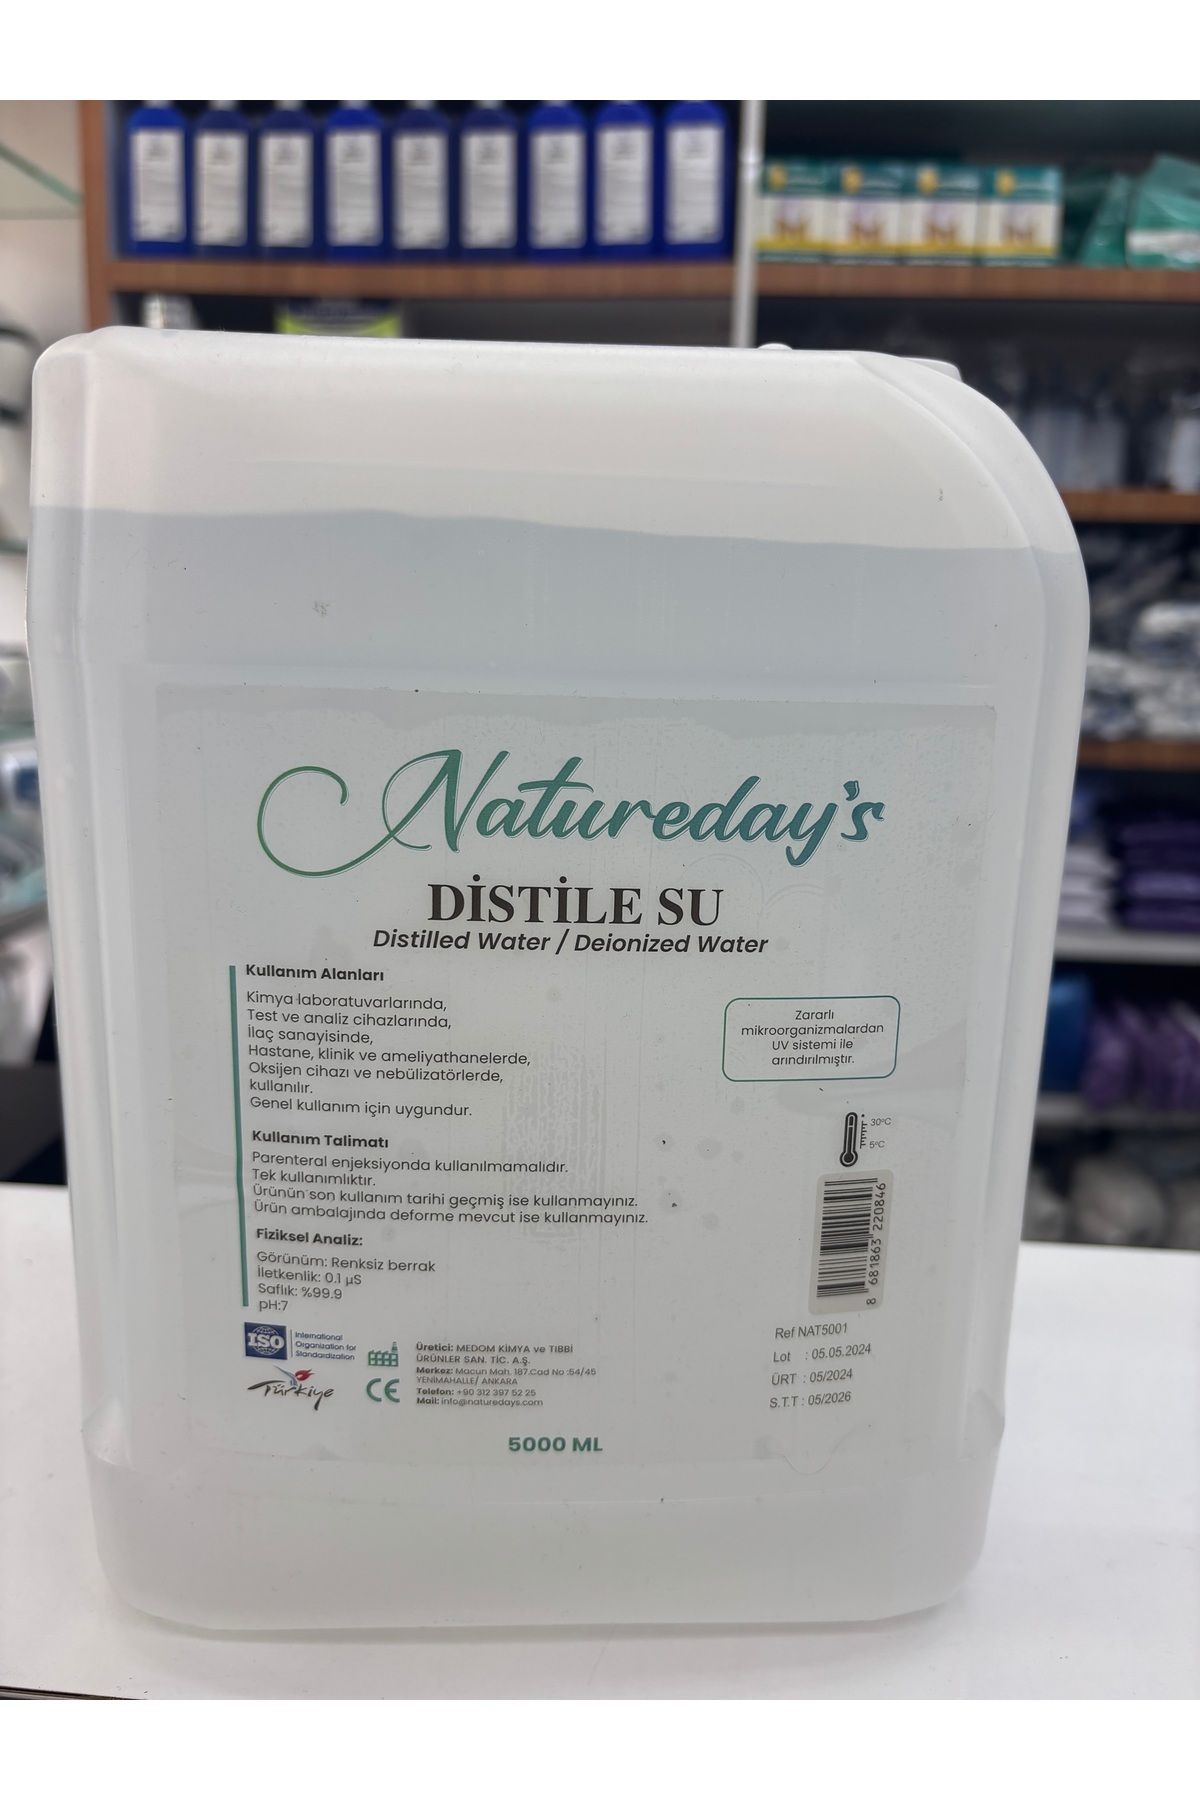 Natureday's
DİSTİLE SU
Distilled Water / Deionized Water
Kullanım Alanları
Kimya laboratuvarlarında,
Test ve analiz cihazlarında,
İlaç sanayisinde,
Hastane, klinik ve ameliyathanelerde,
Oksijen cihazı ve nebülizatörlerde,
kullanılır.
Genel kullanım için uygundur.
Kullanım Talimatı
Parenteral enjeksiyonda kullanılmamalıdır.
Tek kullanımlıktır.
Ürünün son kullanım tarihi geçmiş ise kullanmayınız.
Ürün ambalajında deforme mevcut ise kullanmayınız.
Fiziksel Analiz:
Görünüm: Renksiz berrak
İletkenlik: 0.1 µS
Saflık: %99.9
pH:7
Zararlı
mikroorganizmalardan
UV sistemi ile
arındırılmıştır.
30°C
5°C
8 681863 220846
Ref NAT5001
Lot : 05.05.2024
ÜRT : 05/2024
S.T.T : 05/2026
ISO
International
Organization for
Standardization
Türkiye
CE
Üretici: MEDOM KİMYA ve TIBBİ
ÜRÜNLER SAN. TİC. A.Ş.
Merkez: Macun Mah. 187.Cad No :54/45
YENİMAHALLE/ ANKARA
Telefon: +90 312 397 52 25
Mail: info@naturedays.com
5000 ML